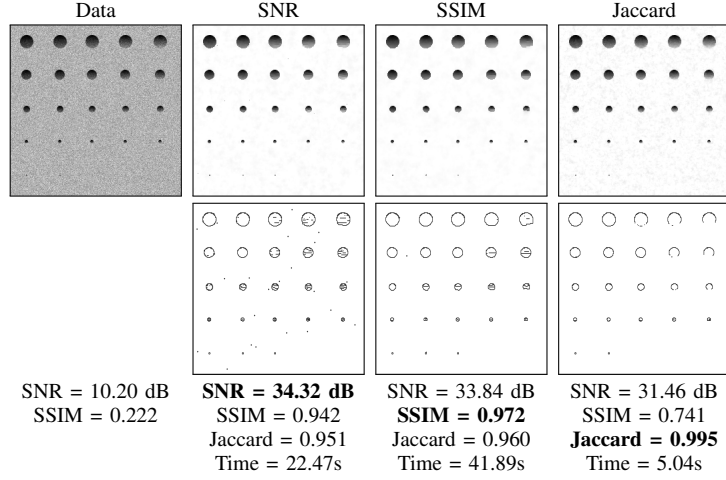 Data SNR SSIM Jaccard
SNR = 10.20 dB SNR = 34.32 dB SNR = 33.84 dB SNR = 31.46 dB
SSIM = 0.222 SSIM = 0.942 SSIM = 0.972 SSIM = 0.741
Jaccard = 0.951 Jaccard = 0.960 Jaccard = 0.995
Time = 22.47s Time = 41.89s Time = 5.04s